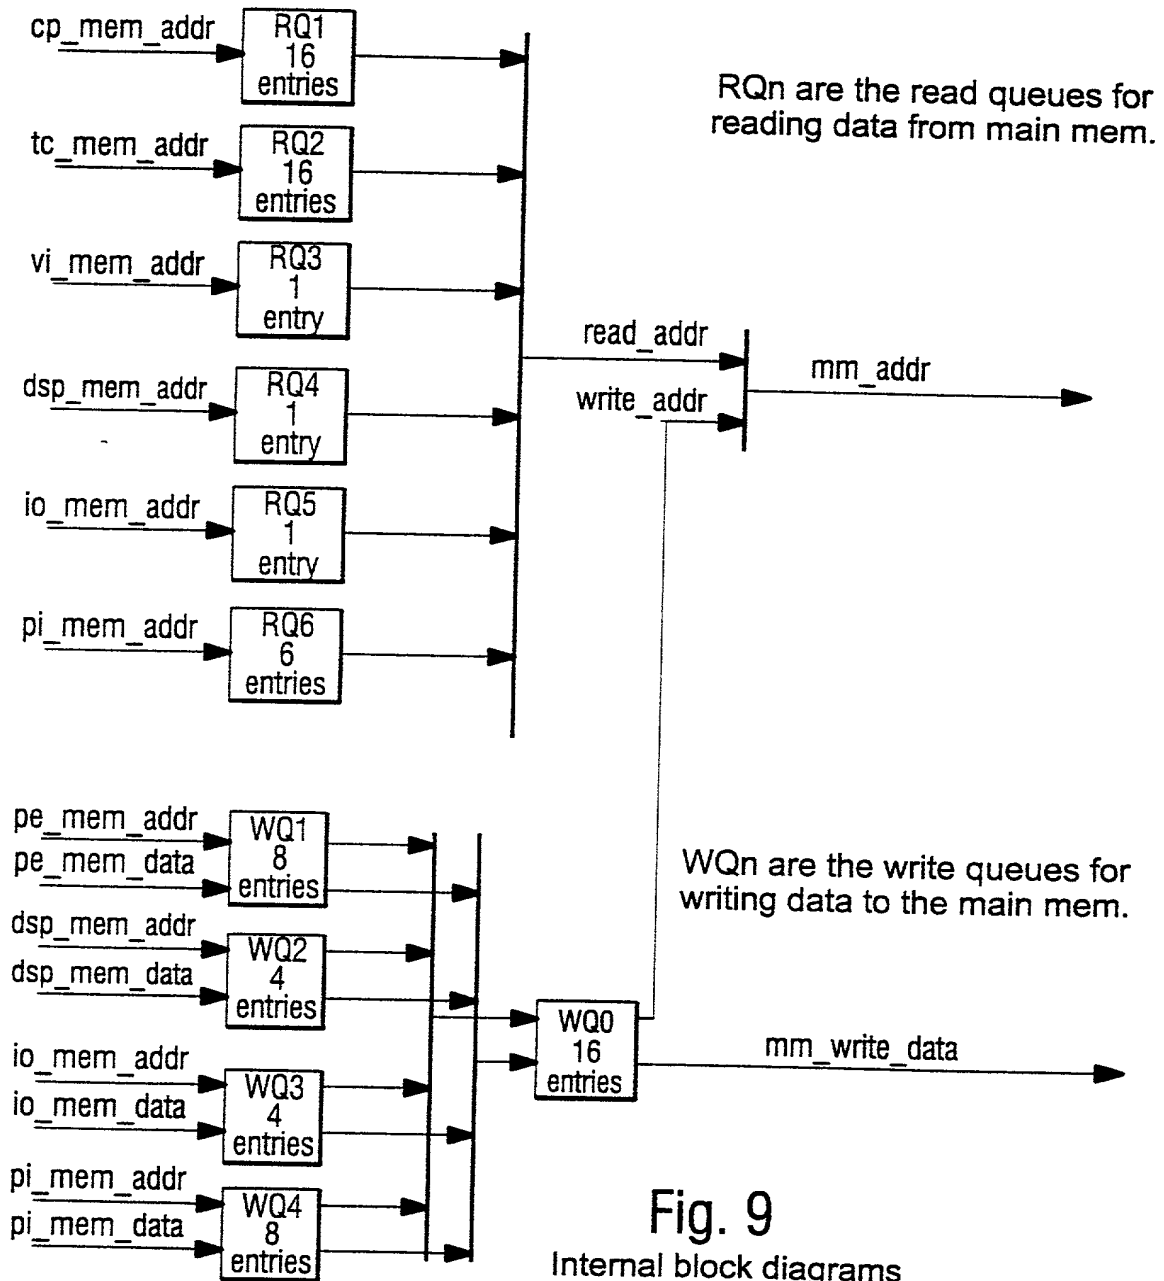 cp_mem_addr
RQ1
16
entries
RQn are the read queues for
reading data from main mem.
tc_mem_addr
RQ2
16
entries
vi_mem_addr
RQ3
1
entry
read_addr
mm_addr
dsp_mem_addr
RQ4
1
entry
write_addr
io_mem_addr
RQ5
1
entry
pi_mem_addr
RQ6
6
entries
pe_mem_addr
pe_mem_data
WQ1
8
entries
WQn are the write queues for
writing data to the main mem.
dsp_mem_addr
dsp_mem_data
WQ2
4
entries
WQ0
16
entries
mm_write_data
io_mem_addr
io_mem_data
WQ3
4
entries
pi_mem_addr
pi_mem_data
WQ4
8
entries
Fig. 9
Internal block diagrams